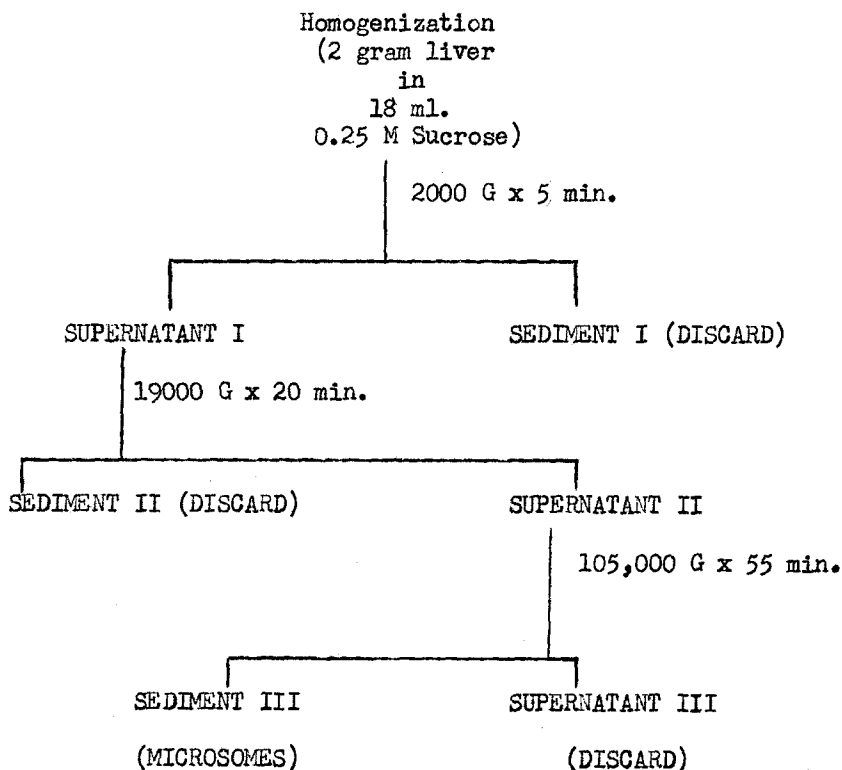 Homogenization
(2 gram liver
in
18 ml.
0.25 M Sucrose)
2000 G x 5 min.
SUPERNATANT I
SEDIMENT I (DISCARD)
19000 G x 20 min.
SEDIMENT II (DISCARD)
SUPERNATANT II
105,000 G x 55 min.
SEDIMENT III
SUPERNATANT III
(MICROSOMES)
(DISCARD)